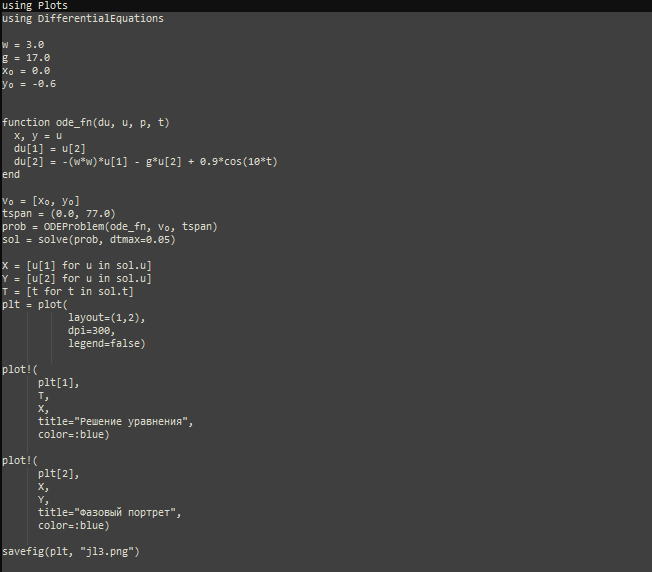 using Plots
using DifferentialEquations

w = 3.0
g = 17.0
x₀ = 0.0
y₀ = -0.6


function ode_fn(du, u, p, t)
  x, y = u
  du[1] = u[2]
  du[2] = -(w*w)*u[1] - g*u[2] + 0.9*cos(10*t)
end

v₀ = [x₀, y₀]
tspan = (0.0, 77.0)
prob = ODEProblem(ode_fn, v₀, tspan)
sol = solve(prob, dtmax=0.05)

X = [u[1] for u in sol.u]
Y = [u[2] for u in sol.u]
T = [t for t in sol.t]
plt = plot(
           layout=(1,2),
           dpi=300,
           legend=false)

plot!(
      plt[1],
      T,
      X,
      title="Решение уравнения",
      color=:blue)

plot!(
      plt[2],
      X,
      Y,
      title="Фазовый портрет",
      color=:blue)

savefig(plt, "jl3.png")